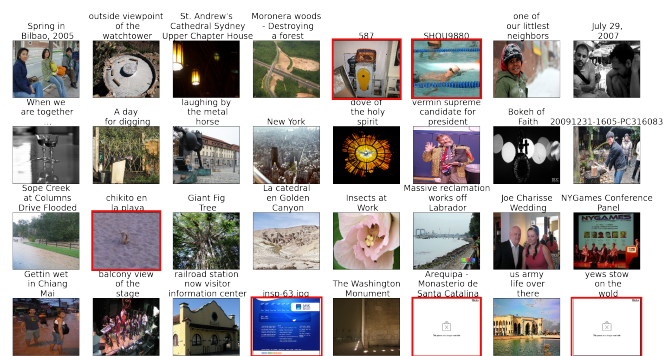 Spring in
Bilbao, 2005
outside viewpoint
of the
watchtower
St. Andrew's
Cathedral Sydney
Upper Chapter House
Moronera woods
- Destroying
a forest
587
SHOU9880
one of
our littlest
neighbors
July 29,
2007
When we
are together
...
A day
for digging
laughing by
the metal
horse
New York
dove of
the holy
spirit
vermin supreme
candidate for
president
Bokeh of
Faith
20091231-1605-PC316083
Sope Creek
at Columns
Drive Flooded
chikito en
la playa
Giant Fig
Tree
La catedral
en Golden
Canyon
Insects at
Work
Massive reclamation
works off
Labrador
Joe Charisse
Wedding
NYGames Conference
Panel
NYGAMES
Gettin wet
in Chiang
Mai
balcony view
of the
stage
railroad station
now visitor
information center
insp.63.jpg
The Washington
Monument
Arequipa -
Monasterio de
Santa Catalina
us army
life over
there
yews stow
on the
wold